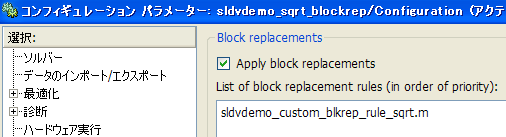 コンフィギュレーション パラメーター: sldvdemo_sqrt_blockrep/Configuration (アクテ
選択:
ソルバー
データのインポート/エクスポート
最適化
診断
ハードウェア実行
Block replacements
Apply block replacements
List of block replacement rules (in order of priority):
sldvdemo_custom_blkrep_rule_sqrt.m